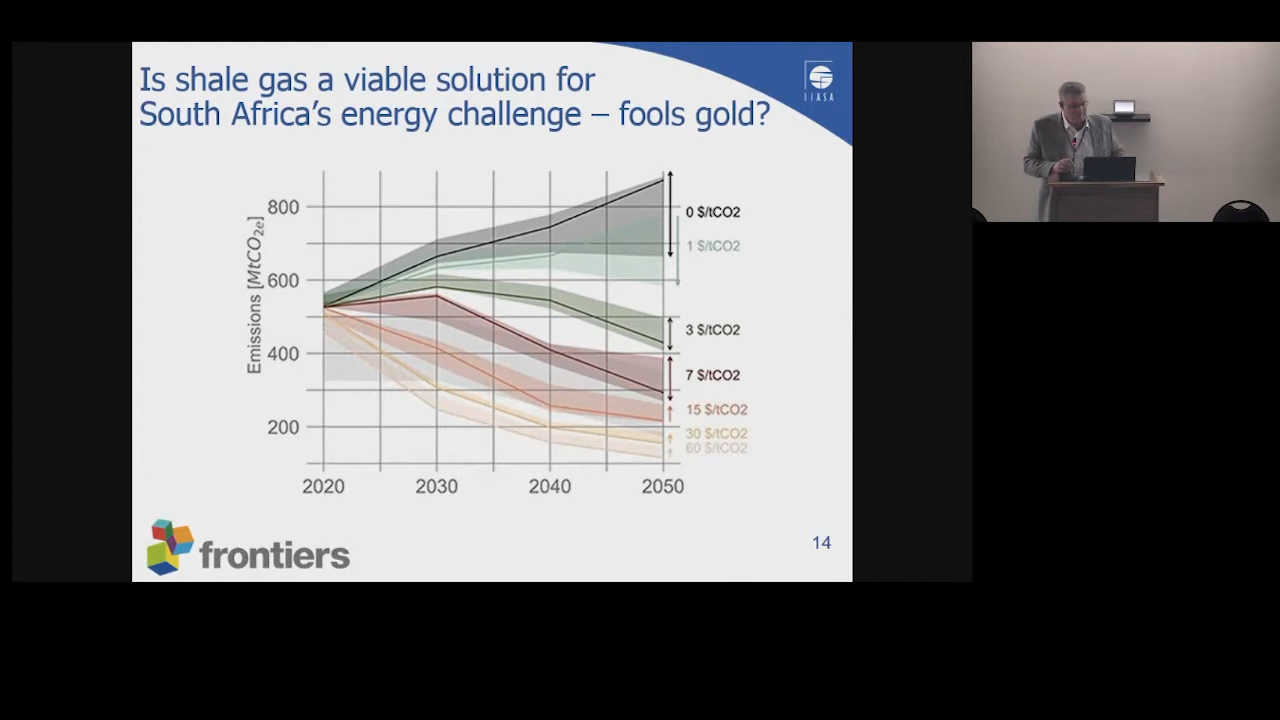 Is shale gas a viable solution for
South Africa's energy challenge – fools gold?
IIASA
Emissions [MtCO2e]
800
600
400
200
2020 2030 2040 2050
0 $/tCO2
1 $/tCO2
3 $/tCO2
7 $/tCO2
15 $/tCO2
30 $/tCO2
60 $/tCO2
frontiers
14